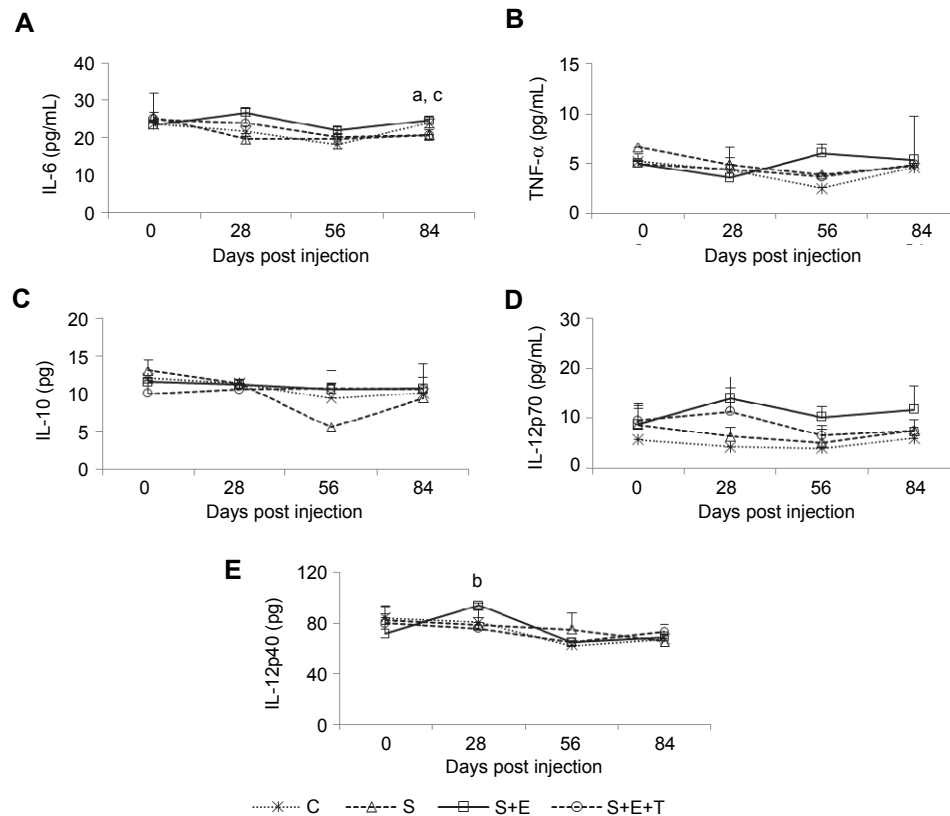 A
IL-6 (pg/mL)
40
30
20
10
0
a, c
0 28 56 84
Days post injection
B
TNF-α (pg/mL)
15
10
5
0
0 28 56 84
Days post injection
C
IL-10 (pg)
20
15
10
5
0
0 28 56 84
Days post injection
D
IL-12p70 (pg/mL)
30
20
10
0
0 28 56 84
Days post injection
E
IL-12p40 (pg)
120
80
40
0
b
0 28 56 84
Days post injection
C S S+E S+E+T